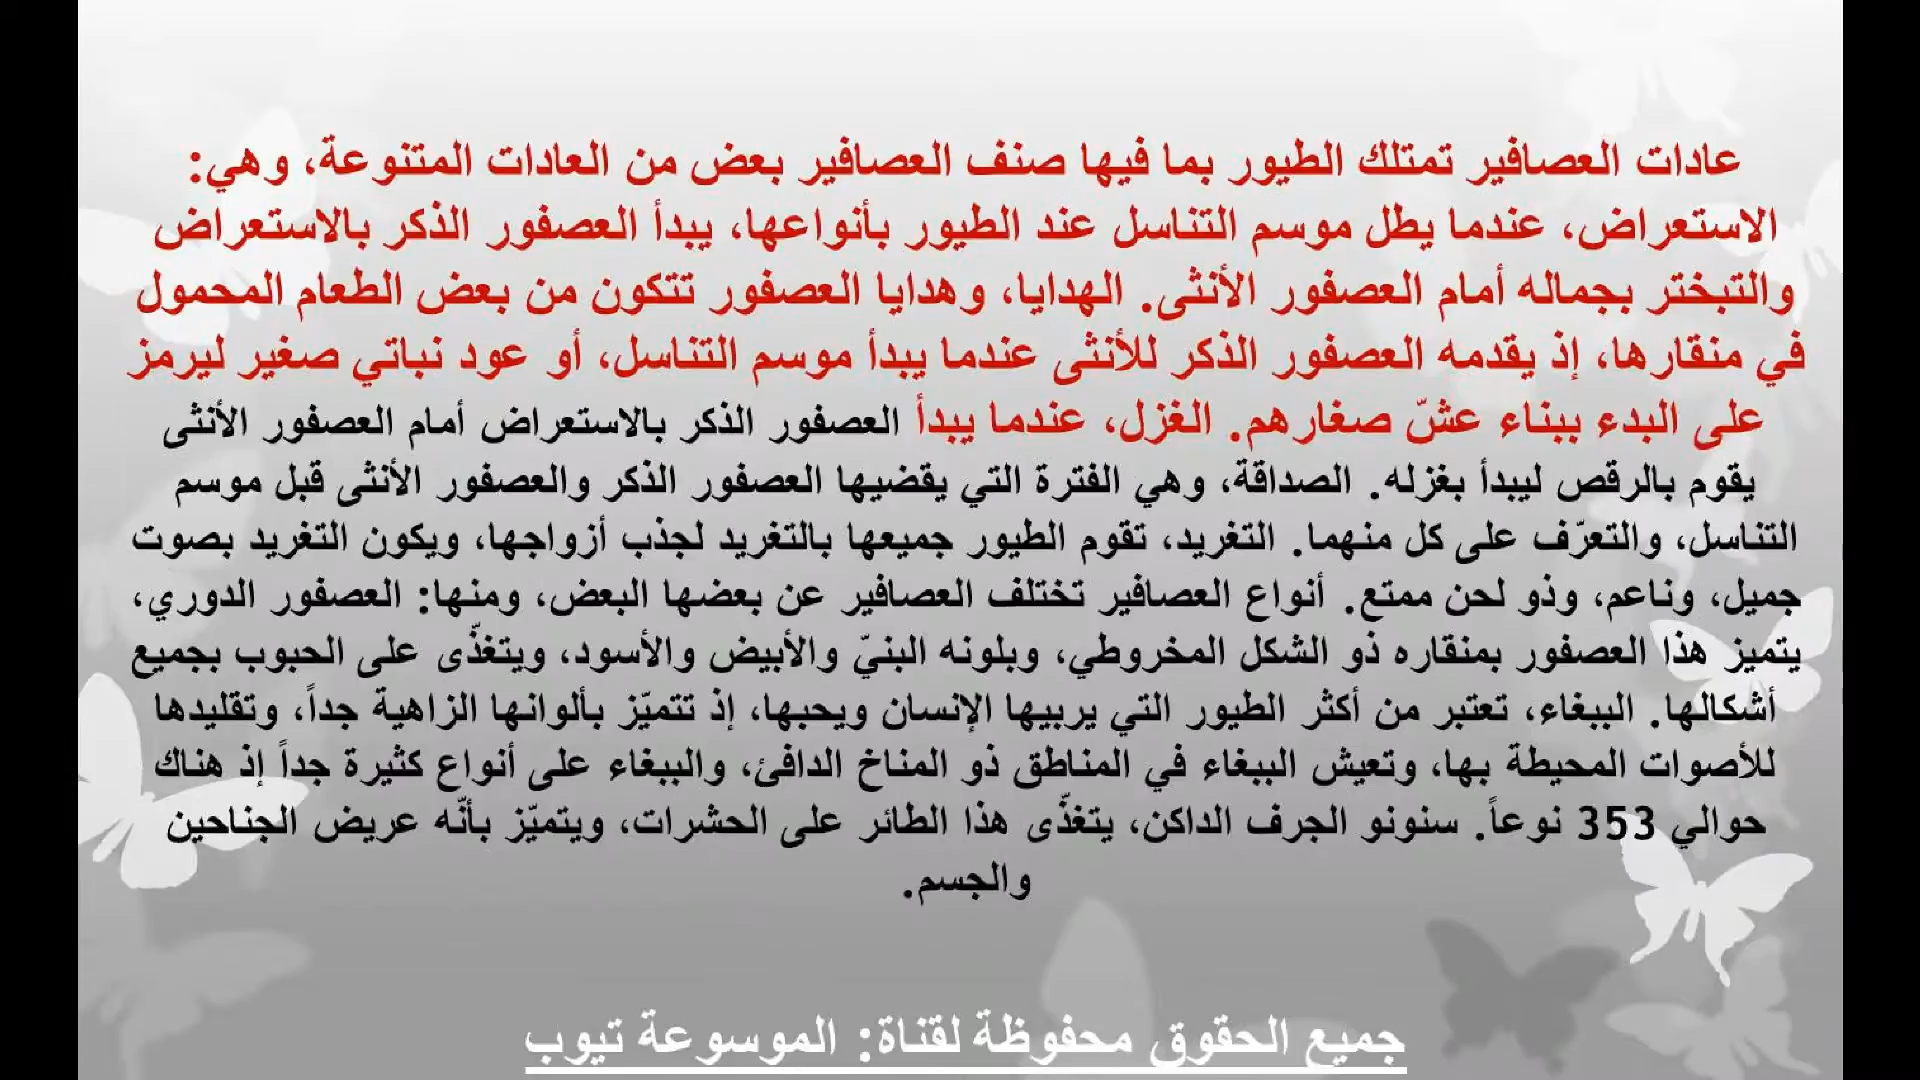 عادات العصافير تمتلك الطيور بما فيها صنف العصافير بعض من العادات المتنوعة، وهي:
الاستعراض، عندما يطل موسم التناسل عند الطيور بأنواعها، يبدأ العصفور الذكر بالاستعراض
والتبختر بجماله أمام العصفور الأنثى. الهدايا، وهدايا العصفور تتكون من بعض الطعام المحمول
في منقارها، إذ يقدمه العصفور الذكر للأنثى عندما يبدأ موسم التناسل، أو عود نباتي صغير ليرمز
على البدء ببناء عشّ صغارهم. الغزل، عندما يبدأ العصفور الذكر بالاستعراض أمام العصفور الأنثى
يقوم بالرقص ليبدأ بغزله. الصداقة، وهي الفترة التي يقضيها العصفور الذكر والعصفور الأنثى قبل موسم
التناسل، والتعرّف على كل منهما. التغريد، تقوم الطيور جميعها بالتغريد لجذب أزواجها، ويكون التغريد بصوت
جميل، وناعم، وذو لحن ممتع. أنواع العصافير تختلف العصافير عن بعضها البعض، ومنها: العصفور الدوري،
يتميز هذا العصفور بمنقاره ذو الشكل المخروطي، وبلونه البنيّ والأبيض والأسود، ويتغذّى على الحبوب بجميع
أشكالها. الببغاء، تعتبر من أكثر الطيور التي يربيها الإنسان ويحبها، إذ تتميّز بألوانها الزاهية جداً، وتقليدها
للأصوات المحيطة بها، وتعيش الببغاء في المناطق ذو المناخ الدافئ، والببغاء على أنواع كثيرة جداً إذ هناك
حوالي 353 نوعاً. سنونو الجرف الداكن، يتغذّى هذا الطائر على الحشرات، ويتميّز بأنّه عريض الجناحين
والجسم.
جميع الحقوق محفوظة لقناة: الموسوعة تيوب